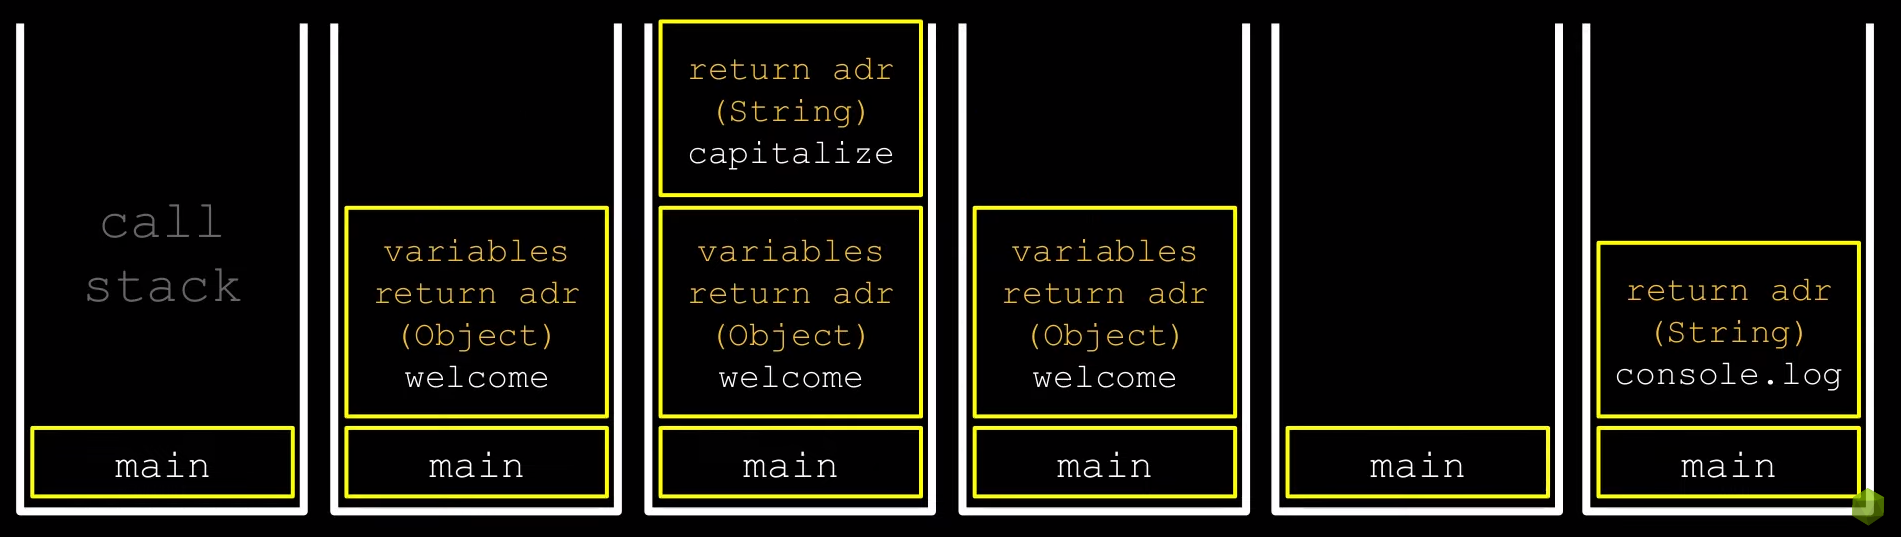 call
stack
main
variables
return adr
(Object)
welcome
main
return adr
(String)
capitalize
variables
return adr
(Object)
welcome
main
variables
return adr
(Object)
welcome
main
main
return adr
(String)
console.log
main